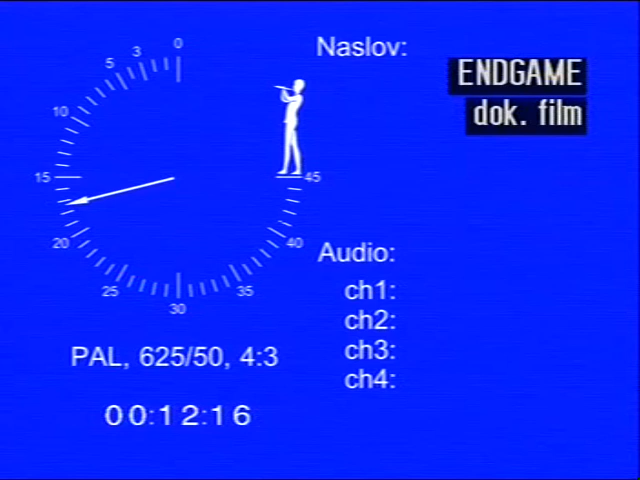 Naslov:
ENDGAME
dok. film
0
3
5
10
15
20
25
30
35
40
45
Audio:
ch1:
ch2:
ch3:
ch4:
PAL, 625/50, 4:3
00:12:16